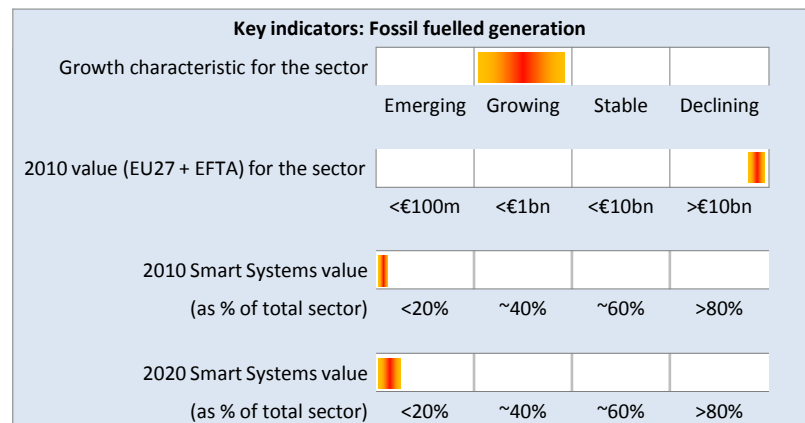 Key indicators: Fossil fuelled generation
Growth characteristic for the sector
Emerging Growing Stable Declining
2010 value (EU27 + EFTA) for the sector
<€100m <€1bn <€10bn >€10bn
2010 Smart Systems value
(as % of total sector) <20% ~40% ~60% >80%
2020 Smart Systems value
(as % of total sector) <20% ~40% ~60% >80%